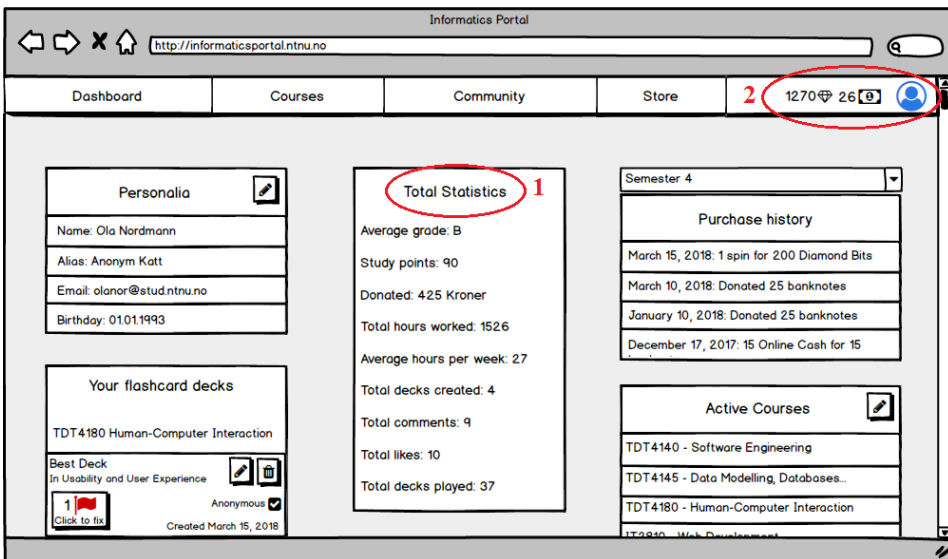 Informatics Portal
http://informaticsportal.ntnu.no
Dashboard
Courses
Community
Store
2
1270 26
Personalia
Name: Ola Nordmann
Alias: Anonym Katt
Email: olanor@stud.ntnu.no
Birthday: 01.01.1993
Your flashcard decks
TDT4180 Human-Computer Interaction
Best Deck
In Usability and User Experience
1
Click to fix
Anonymous
Created March 15, 2018
Total Statistics
1
Average grade: B
Study points: 90
Donated: 425 Kroner
Total hours worked: 1526
Average hours per week: 27
Total decks created: 4
Total comments: 9
Total likes: 10
Total decks played: 37
Semester 4
Purchase history
March 15, 2018: 1 spin for 200 Diamond Bits
March 10, 2018: Donated 25 banknotes
January 10, 2018: Donated 25 banknotes
December 17, 2017: 15 Online Cash for 15
Active Courses
TDT4140 - Software Engineering
TDT4145 - Data Modelling, Databases...
TDT4180 - Human-Computer Interaction
IT2810 - Web Development